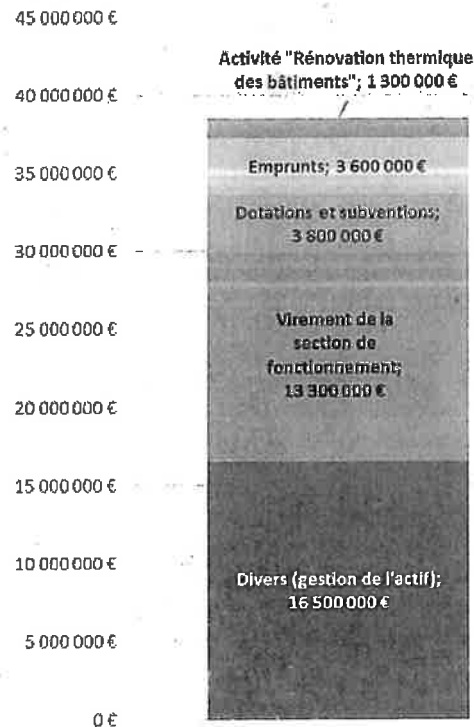 45 000 000 €
Activité "Rénovation thermique
des bâtiments"; 1 300 000 €
40 000 000 €
35 000 000 €
Emprunts; 3 600 000 €
Dotations et subventions;
3 800 000 €
30 000 000 €
25 000 000 €
Virement de la
section de
fonctionnement;
13 300 000 €
20 000 000 €
15 000 000 €
10 000 000 €
Divers (gestion de l'actif);
16 500 000 €
5 000 000 €
0 €